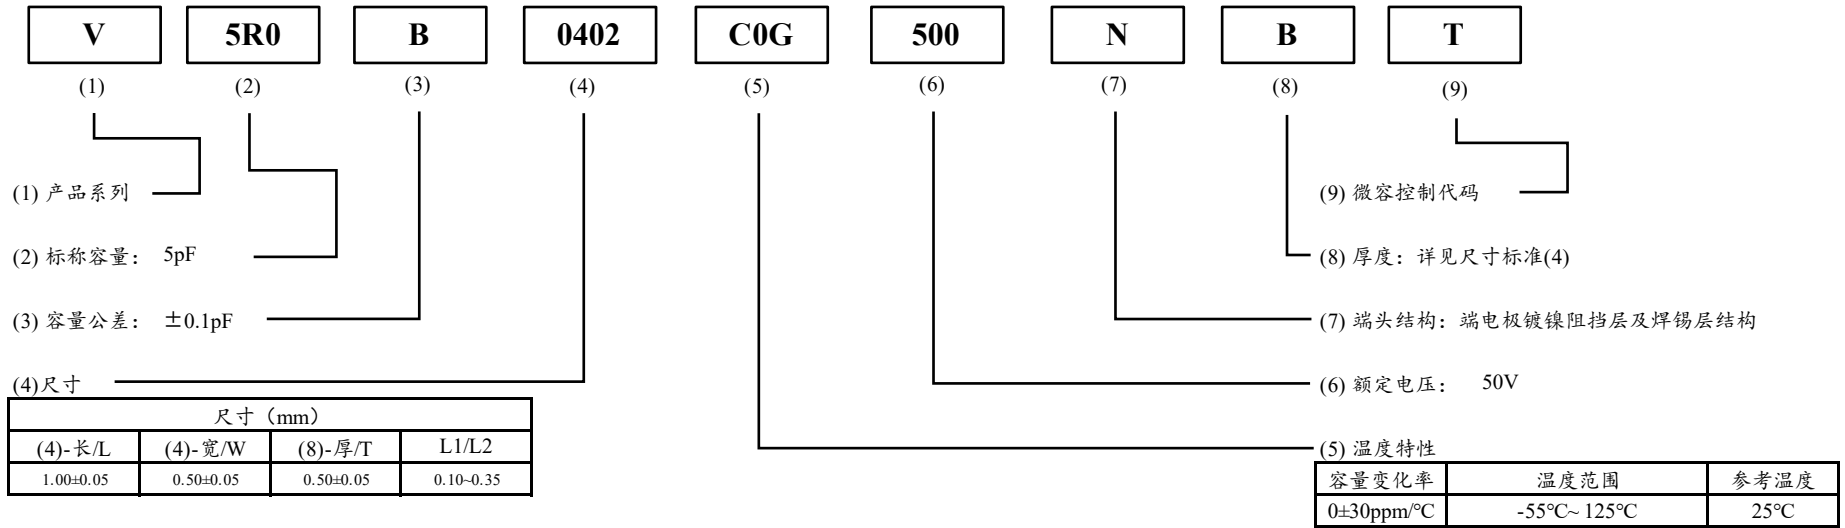 V 5R0 B 0402 C0G 500 N B T
(1) (2) (3) (4) (5) (6) (7) (8) (9)
(1) 产品系列
(9) 微容控制代码
(2) 标称容量： 5pF
(8) 厚度：详见尺寸标准(4)
(3) 容量公差： ±0.1pF
(7) 端头结构：端电极镀镍阻挡层及焊锡层结构
(4)尺寸
(6) 额定电压： 50V
尺寸（mm）
(4)-长/L (4)-宽/W (8)-厚/T L1/L2
1.00±0.05 0.50±0.05 0.50±0.05 0.10~0.35
(5) 温度特性
容量变化率 温度范围 参考温度
0±30ppm/℃ -55℃~ 125℃ 25℃